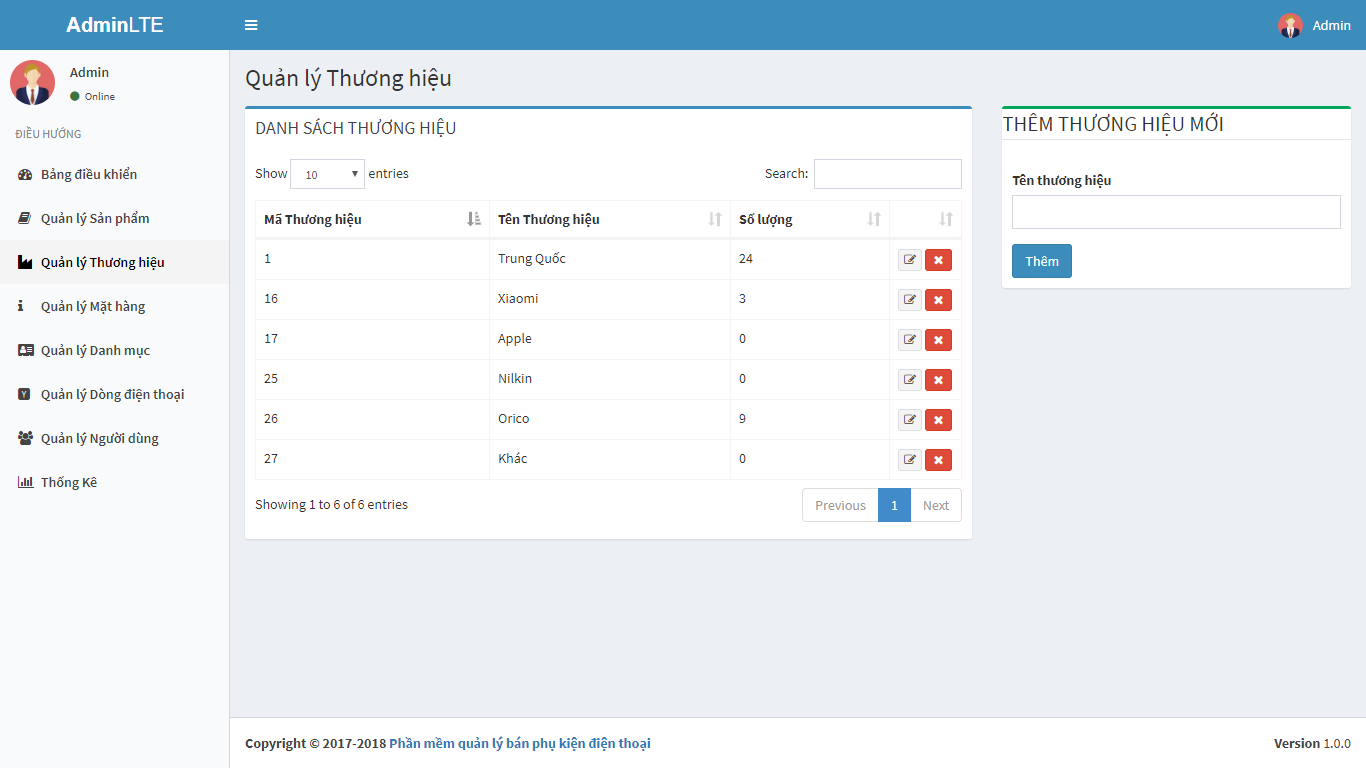 AdminLTE
Admin
Admin
Online
ĐIỀU HƯỚNG
Bảng điều khiển
Quản lý Sản phẩm
Quản lý Thương hiệu
Quản lý Mặt hàng
Quản lý Danh mục
Quản lý Dòng điện thoại
Quản lý Người dùng
Thống Kê
Quản lý Thương hiệu
DANH SÁCH THƯƠNG HIỆU
Show 10 entries Search:
Mã Thương hiệu Tên Thương hiệu Số lượng
1 Trung Quốc 24
16 Xiaomi 3
17 Apple 0
25 Nilkin 0
26 Orico 9
27 Khác 0
Showing 1 to 6 of 6 entries Previous 1 Next
THÊM THƯƠNG HIỆU MỚI
Tên thương hiệu
Thêm
Copyright © 2017-2018 Phần mềm quản lý bán phụ kiện điện thoại Version 1.0.0